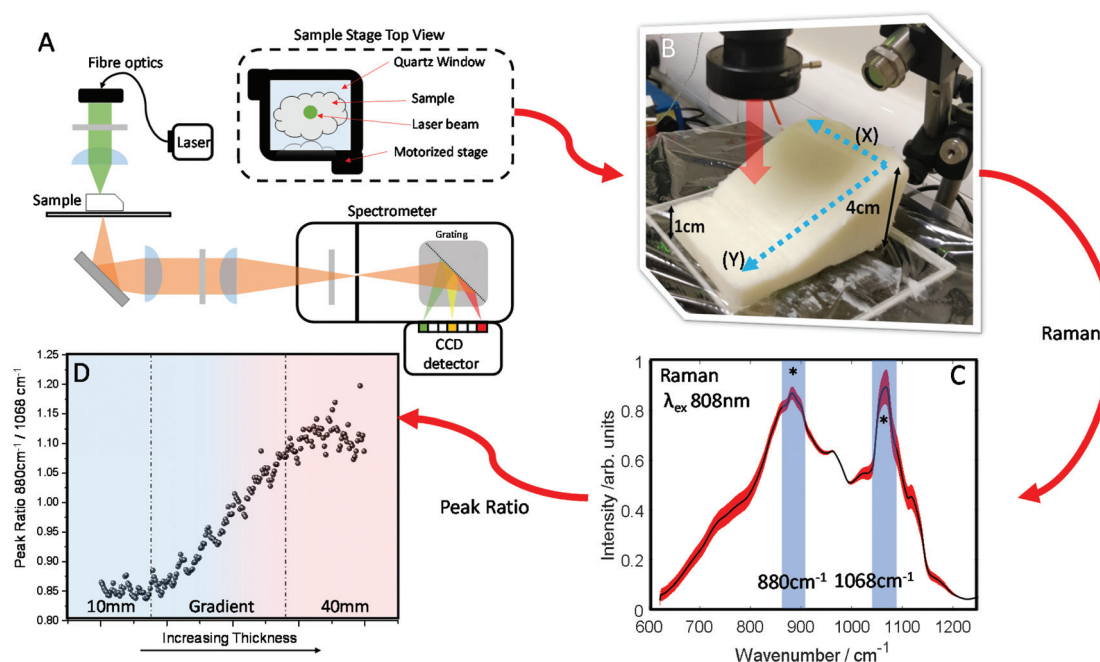 A
Sample Stage Top View
Fibre optics
Quartz Window
Sample
Laser beam
Motorized stage
Laser
Sample
Spectrometer
Grating
CCD
detector
B
(X)
4cm
1cm
(Y)
Raman
D
1.25
1.20
1.15
1.10
1.05
1.00
0.95
0.90
0.85
0.80
Peak Ratio 880cm⁻¹ / 1068 cm⁻¹
10mm
Gradient
40mm
Increasing Thickness
Peak Ratio
C
Raman
λex 808nm
*
*
1
0.8
0.6
0.4
0.2
0
Intensity /arb. units
880cm⁻¹
1068cm⁻¹
600
700
800
900
1000
1100
1200
Wavenumber / cm⁻¹